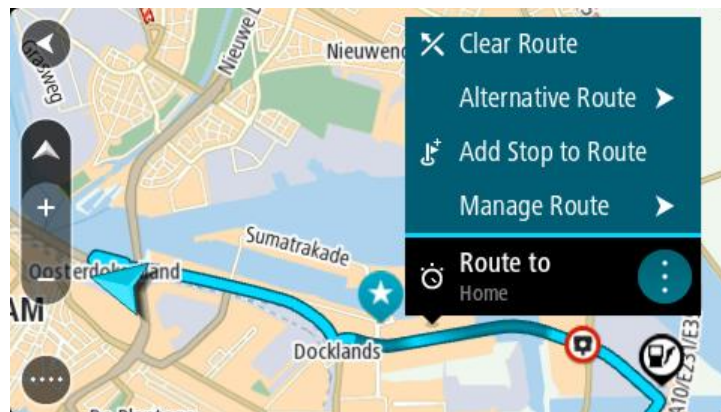 Grasweg
Nieuwe L
Nieuwend
Clear Route
Alternative Route
Add Stop to Route
Manage Route
Route to
Home
Sumatrakade
AM
Docklands
A10/E231/E3